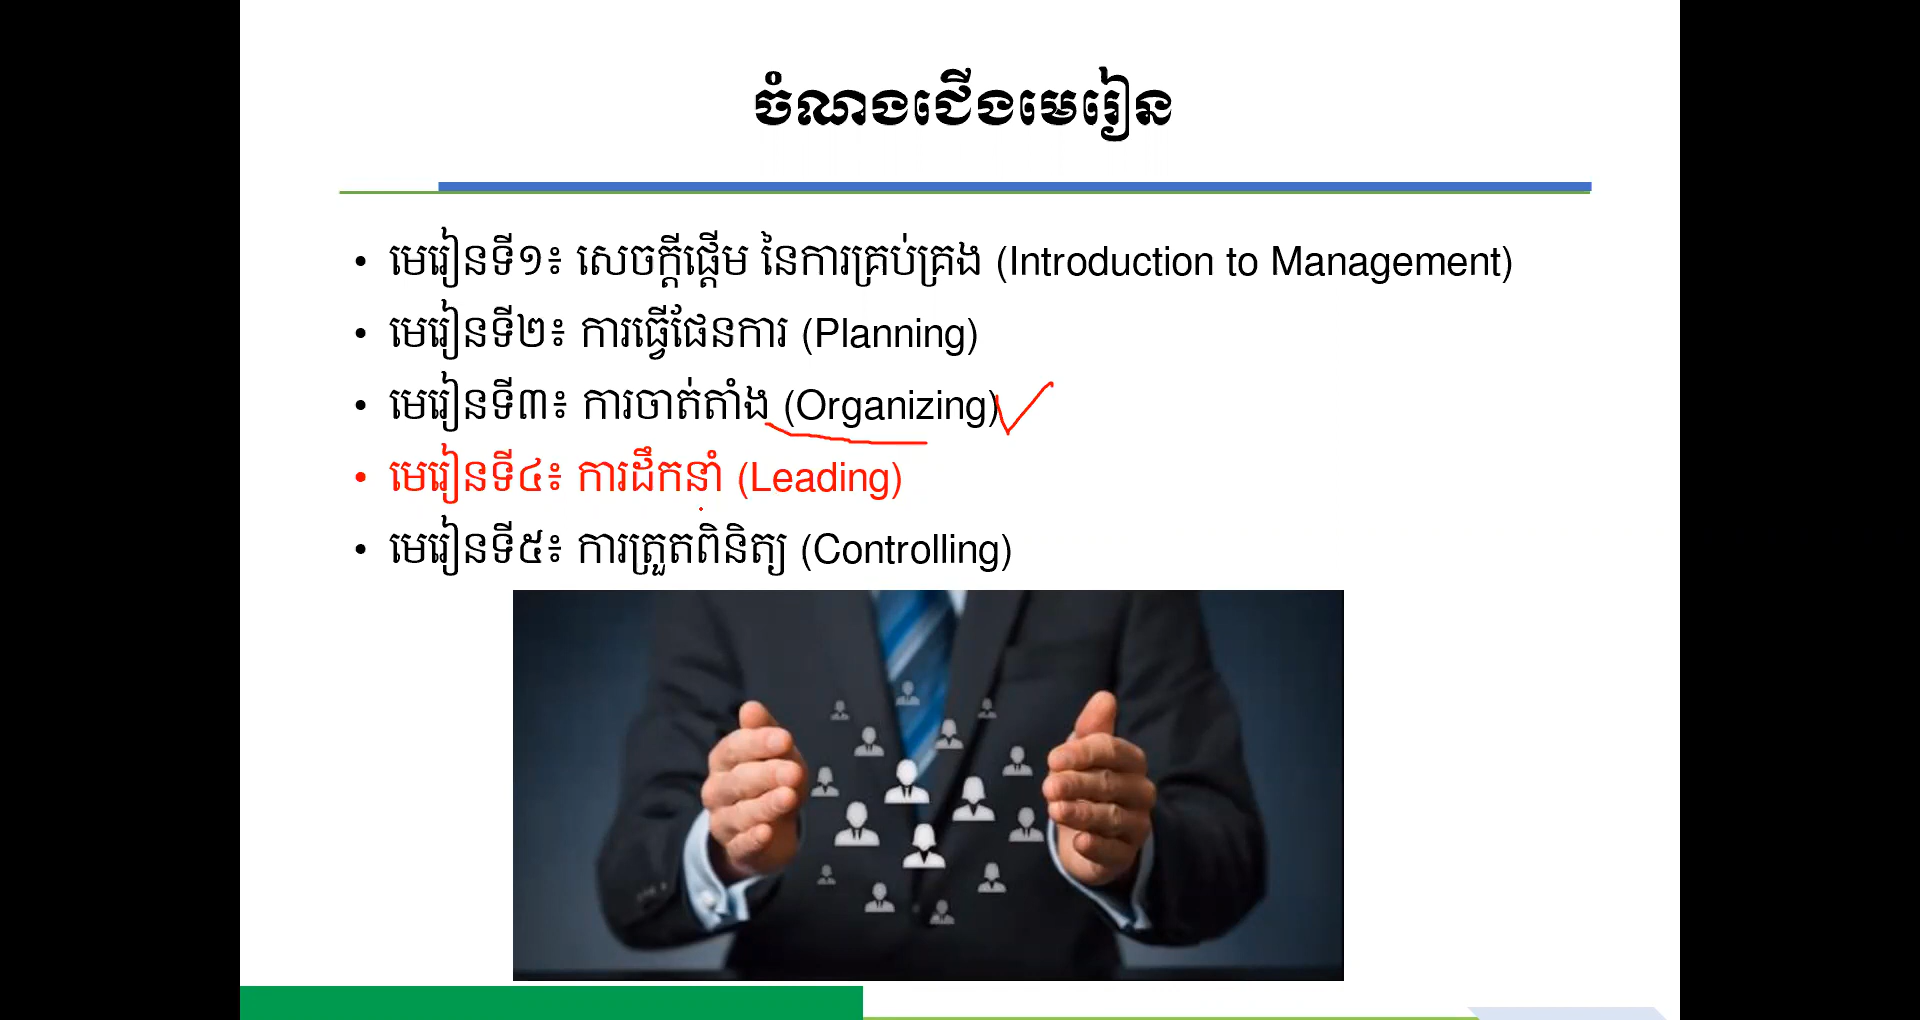 ចំណងជើងមេរៀន
• មេរៀនទី១៖ សេចក្តីផ្តើម នៃការគ្រប់គ្រង (Introduction to Management)
• មេរៀនទី២៖ ការធ្វើផែនការ (Planning)
• មេរៀនទី៣៖ ការចាត់តាំង (Organizing)
• មេរៀនទី៤៖ ការដឹកនាំ (Leading)
• មេរៀនទី៥៖ ការត្រួតពិនិត្យ (Controlling)